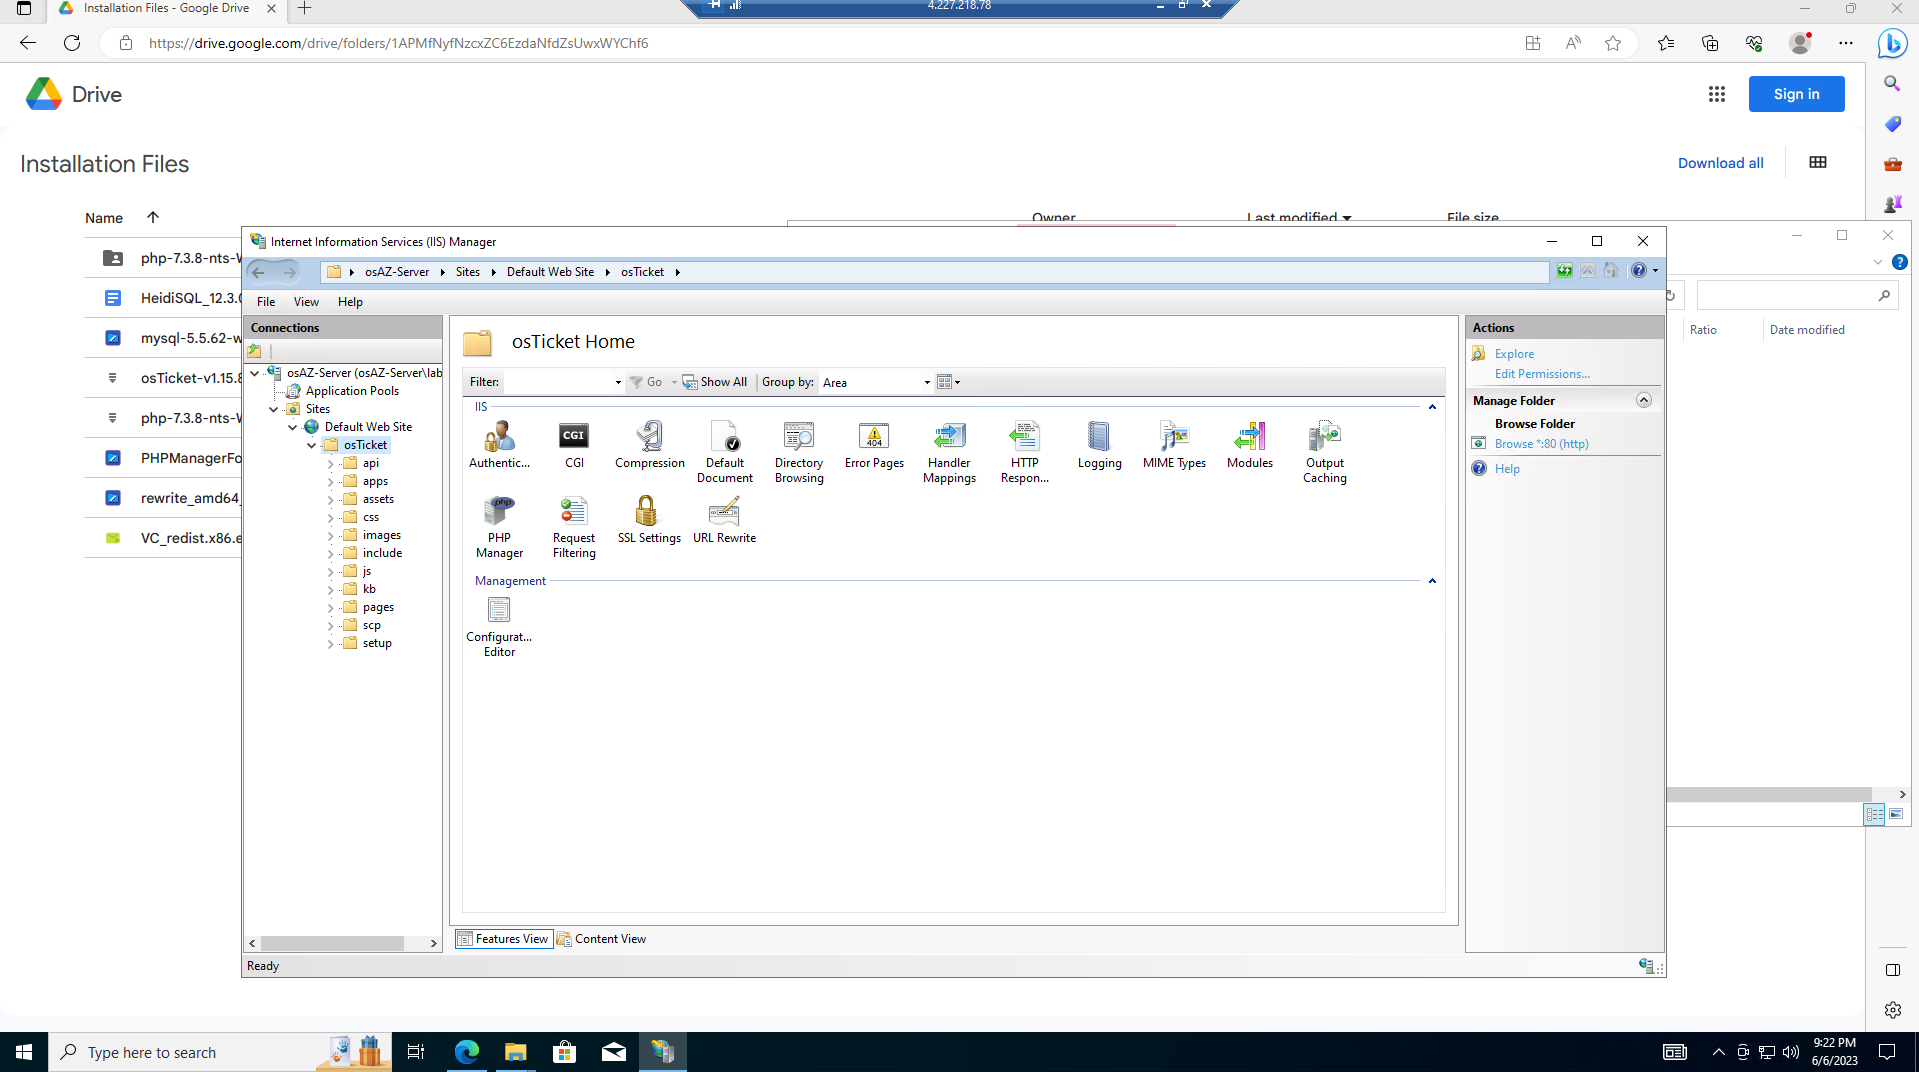 Installation Files - Google Drive
4.227.218.78
https://drive.google.com/drive/folders/1APMfNyfNzcxZC6EzdaNfdZsUwxWYChf6
Drive
Sign in
Installation Files
Download all
Name
Owner
Last modified
File size
php-7.3.8-nts-W
HeidiSQL_12.3.0
mysql-5.5.62-w
osTicket-v1.15.8
php-7.3.8-nts-W
PHPManagerFo
rewrite_amd64_
VC_redist.x86.e
Internet Information Services (IIS) Manager
osAZ-Server
Sites
Default Web Site
osTicket
File
View
Help
Connections
osAZ-Server (osAZ-Server\lab
Application Pools
Sites
Default Web Site
osTicket
api
apps
assets
css
images
include
js
kb
pages
scp
setup
osTicket Home
Filter:
Go
Show All
Group by:
Area
IIS
Authentic...
CGI
CGI
Compression
Default
Document
Directory
Browsing
404
Error Pages
Handler
Mappings
HTTP
Respon...
Logging
MIME Types
Modules
Output
Caching
php
PHP
Manager
Request
Filtering
SSL Settings
URL Rewrite
Management
Configurat...
Editor
Features View
Content View
Ready
Actions
Explore
Edit Permissions...
Manage Folder
Browse Folder
Browse *:80 (http)
Help
Ratio
Date modified
Type here to search
9:22 PM
6/6/2023